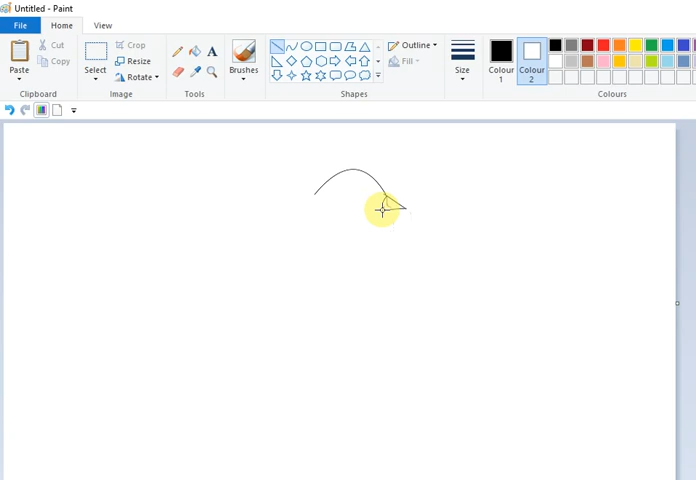 Untitled - Paint
File Home View
Cut Crop Outline
Copy Resize Fill
Paste Select Rotate Brushes Size Colour Colour
1 2
Clipboard Image Tools Shapes Colours